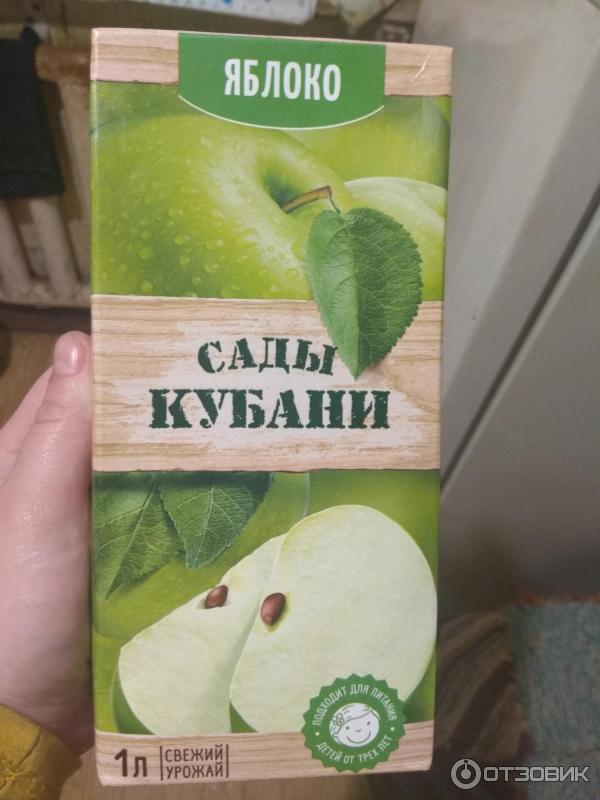 ЯБЛОКО
САДЫ
КУБАНИ
ПОДХОДИТ ДЛЯ ПИТАНИЯ
ДЕТЕЙ ОТ ТРЕХ ЛЕТ
1л СВЕЖИЙ
УРОЖАЙ
ОТЗОВИК